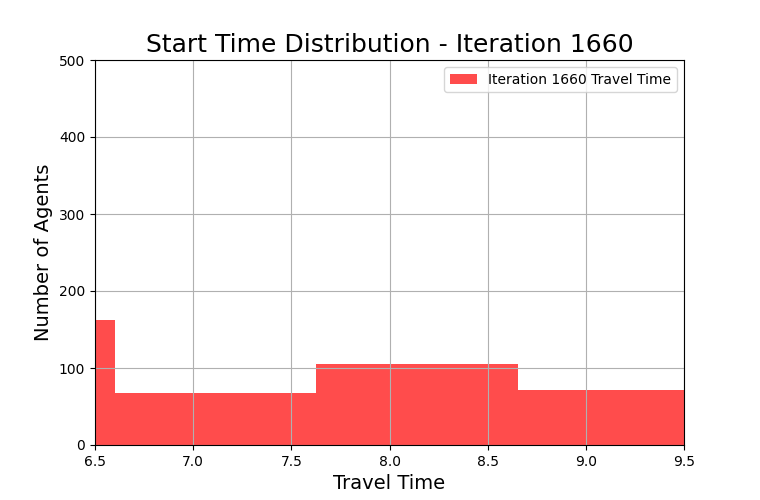 Start Time Distribution - Iteration 1660
Iteration 1660 Travel Time
500
400
300
200
100
0
Number of Agents
6.5 7.0 7.5 8.0 8.5 9.0 9.5
Travel Time